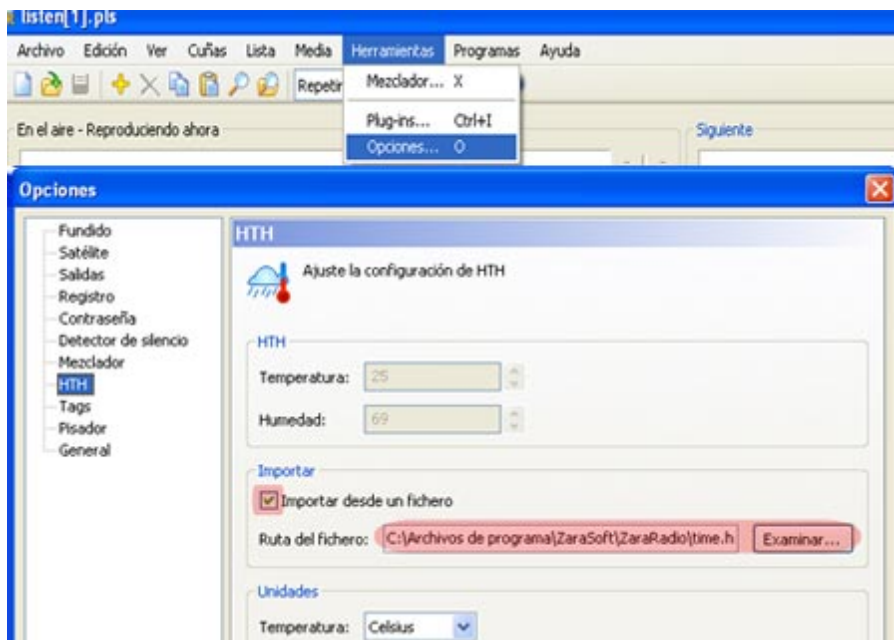 listen[1].pls
Archivo Edición Ver Cuñas Lista Media Herramientas Programas Ayuda
Repetir
Mezclador... X
Plug-ins... Ctrl+I
Opciones... O
En el aire - Reproduciendo ahora
Siguiente
Opciones
Fundido
Satélite
Salidas
Registro
Contraseña
Detector de silencio
Mezclador
HTH
Tags
Pisador
General
HTH
Ajuste la configuración de HTH
HTH
Temperatura: 25
Humedad: 69
Importar
Importar desde un fichero
Ruta del fichero: C:\Archivos de programa\ZaraSoft\ZaraRadio\time.h Examinar...
Unidades
Temperatura: Celsius